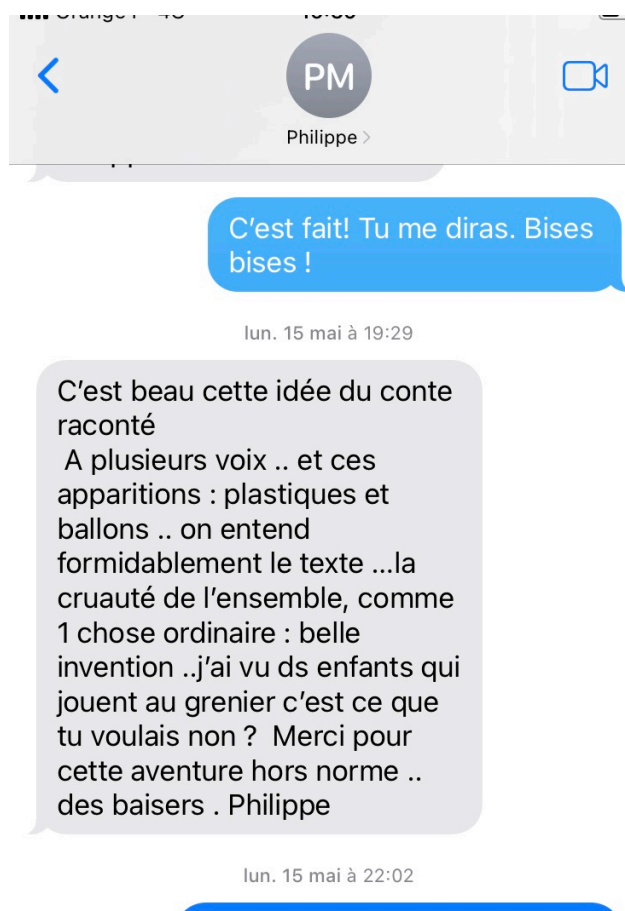 PM
Philippe
C'est fait! Tu me diras. Bises
bises !
lun. 15 mai à 19:29
C'est beau cette idée du conte
raconté
A plusieurs voix .. et ces
apparitions : plastiques et
ballons .. on entend
formidablement le texte ...la
cruauté de l'ensemble, comme
1 chose ordinaire : belle
invention ..j'ai vu ds enfants qui
jouent au grenier c'est ce que
tu voulais non ?  Merci pour
cette aventure hors norme ..
des baisers . Philippe
lun. 15 mai à 22:02